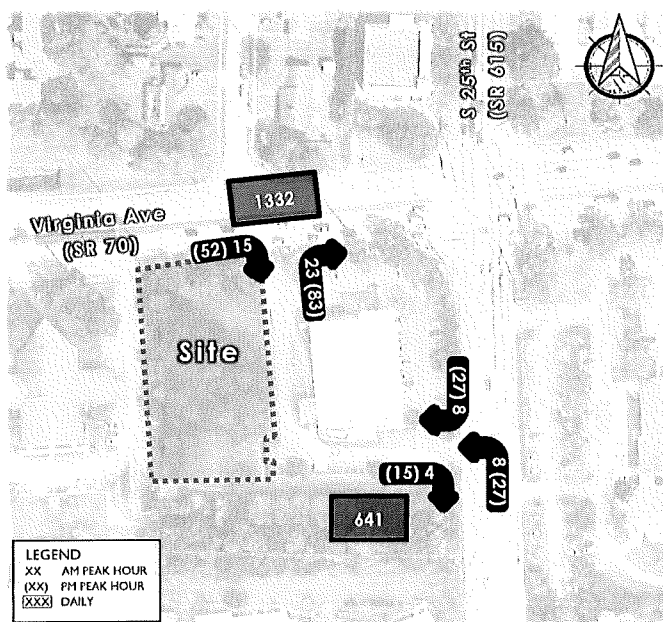 S 25th St
(SR 615)
1332
Virginia Ave
(SR 70)
(52) 15
23 (83)
Site
(27) 8
8 (27)
(15) 4
641
LEGEND
XX AM PEAK HOUR
(XX) PM PEAK HOUR
[XXX] DAILY